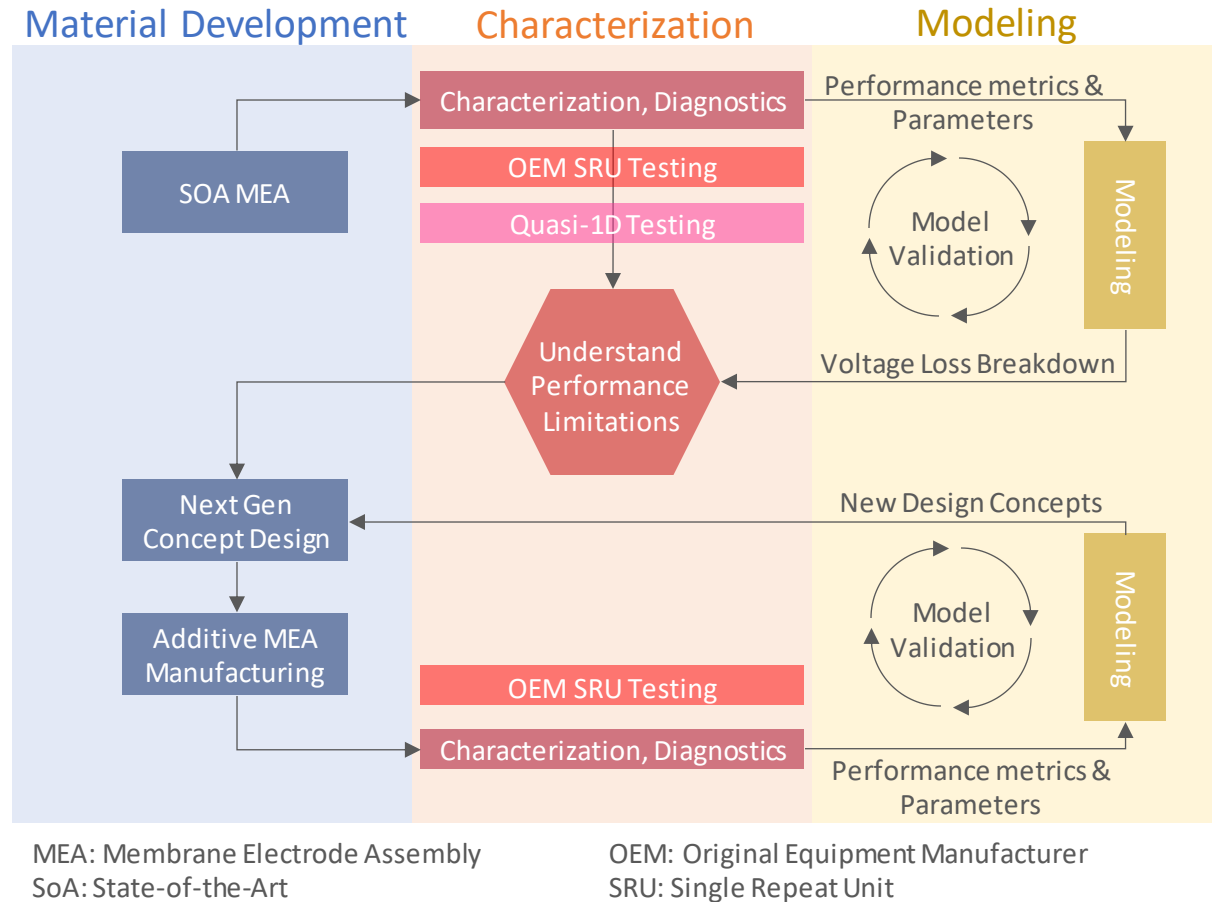 Material Development
Characterization
Modeling
Characterization, Diagnostics
Performance metrics &
Parameters
SOA MEA
OEM SRU Testing
Quasi-1D Testing
Model
Validation
Modeling
Understand
Performance
Limitations
Voltage Loss Breakdown
Next Gen
Concept Design
New Design Concepts
Additive MEA
Manufacturing
Model
Validation
Modeling
OEM SRU Testing
Characterization, Diagnostics
Performance metrics &
Parameters
MEA: Membrane Electrode Assembly
OEM: Original Equipment Manufacturer
SoA: State-of-the-Art
SRU: Single Repeat Unit